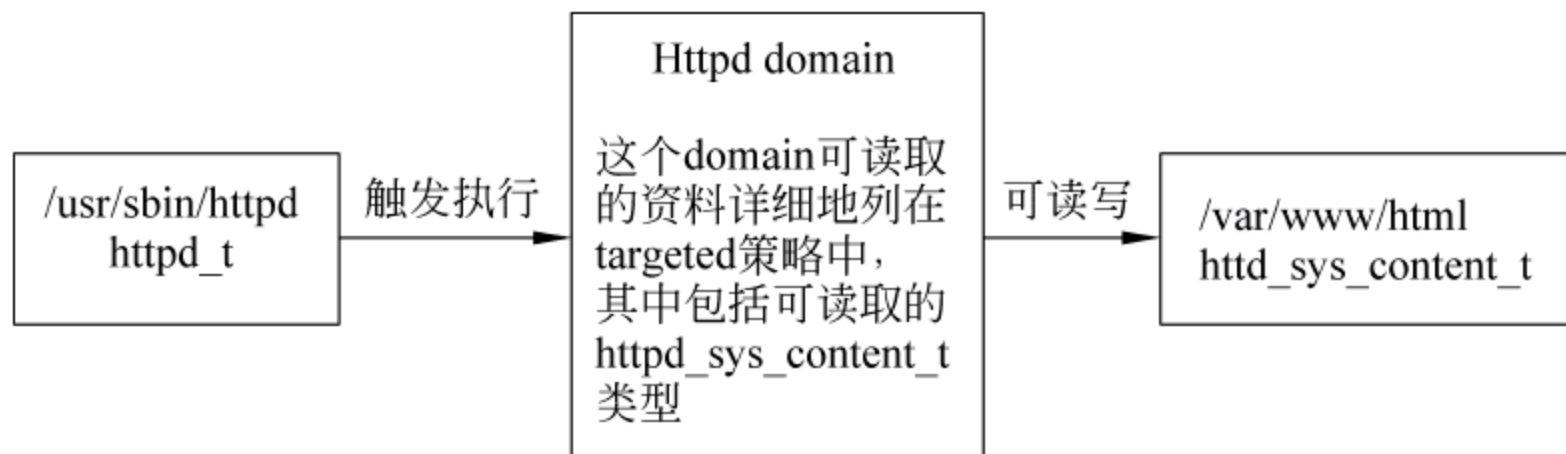 /usr/sbin/httpd
httpd_t
触发执行
Httpd domain
这个domain可读取
的资料详细地列在
targeted策略中，
其中包括可读取的
httpd_sys_content_t
类型
可读写
/var/www/html
httd_sys_content_t